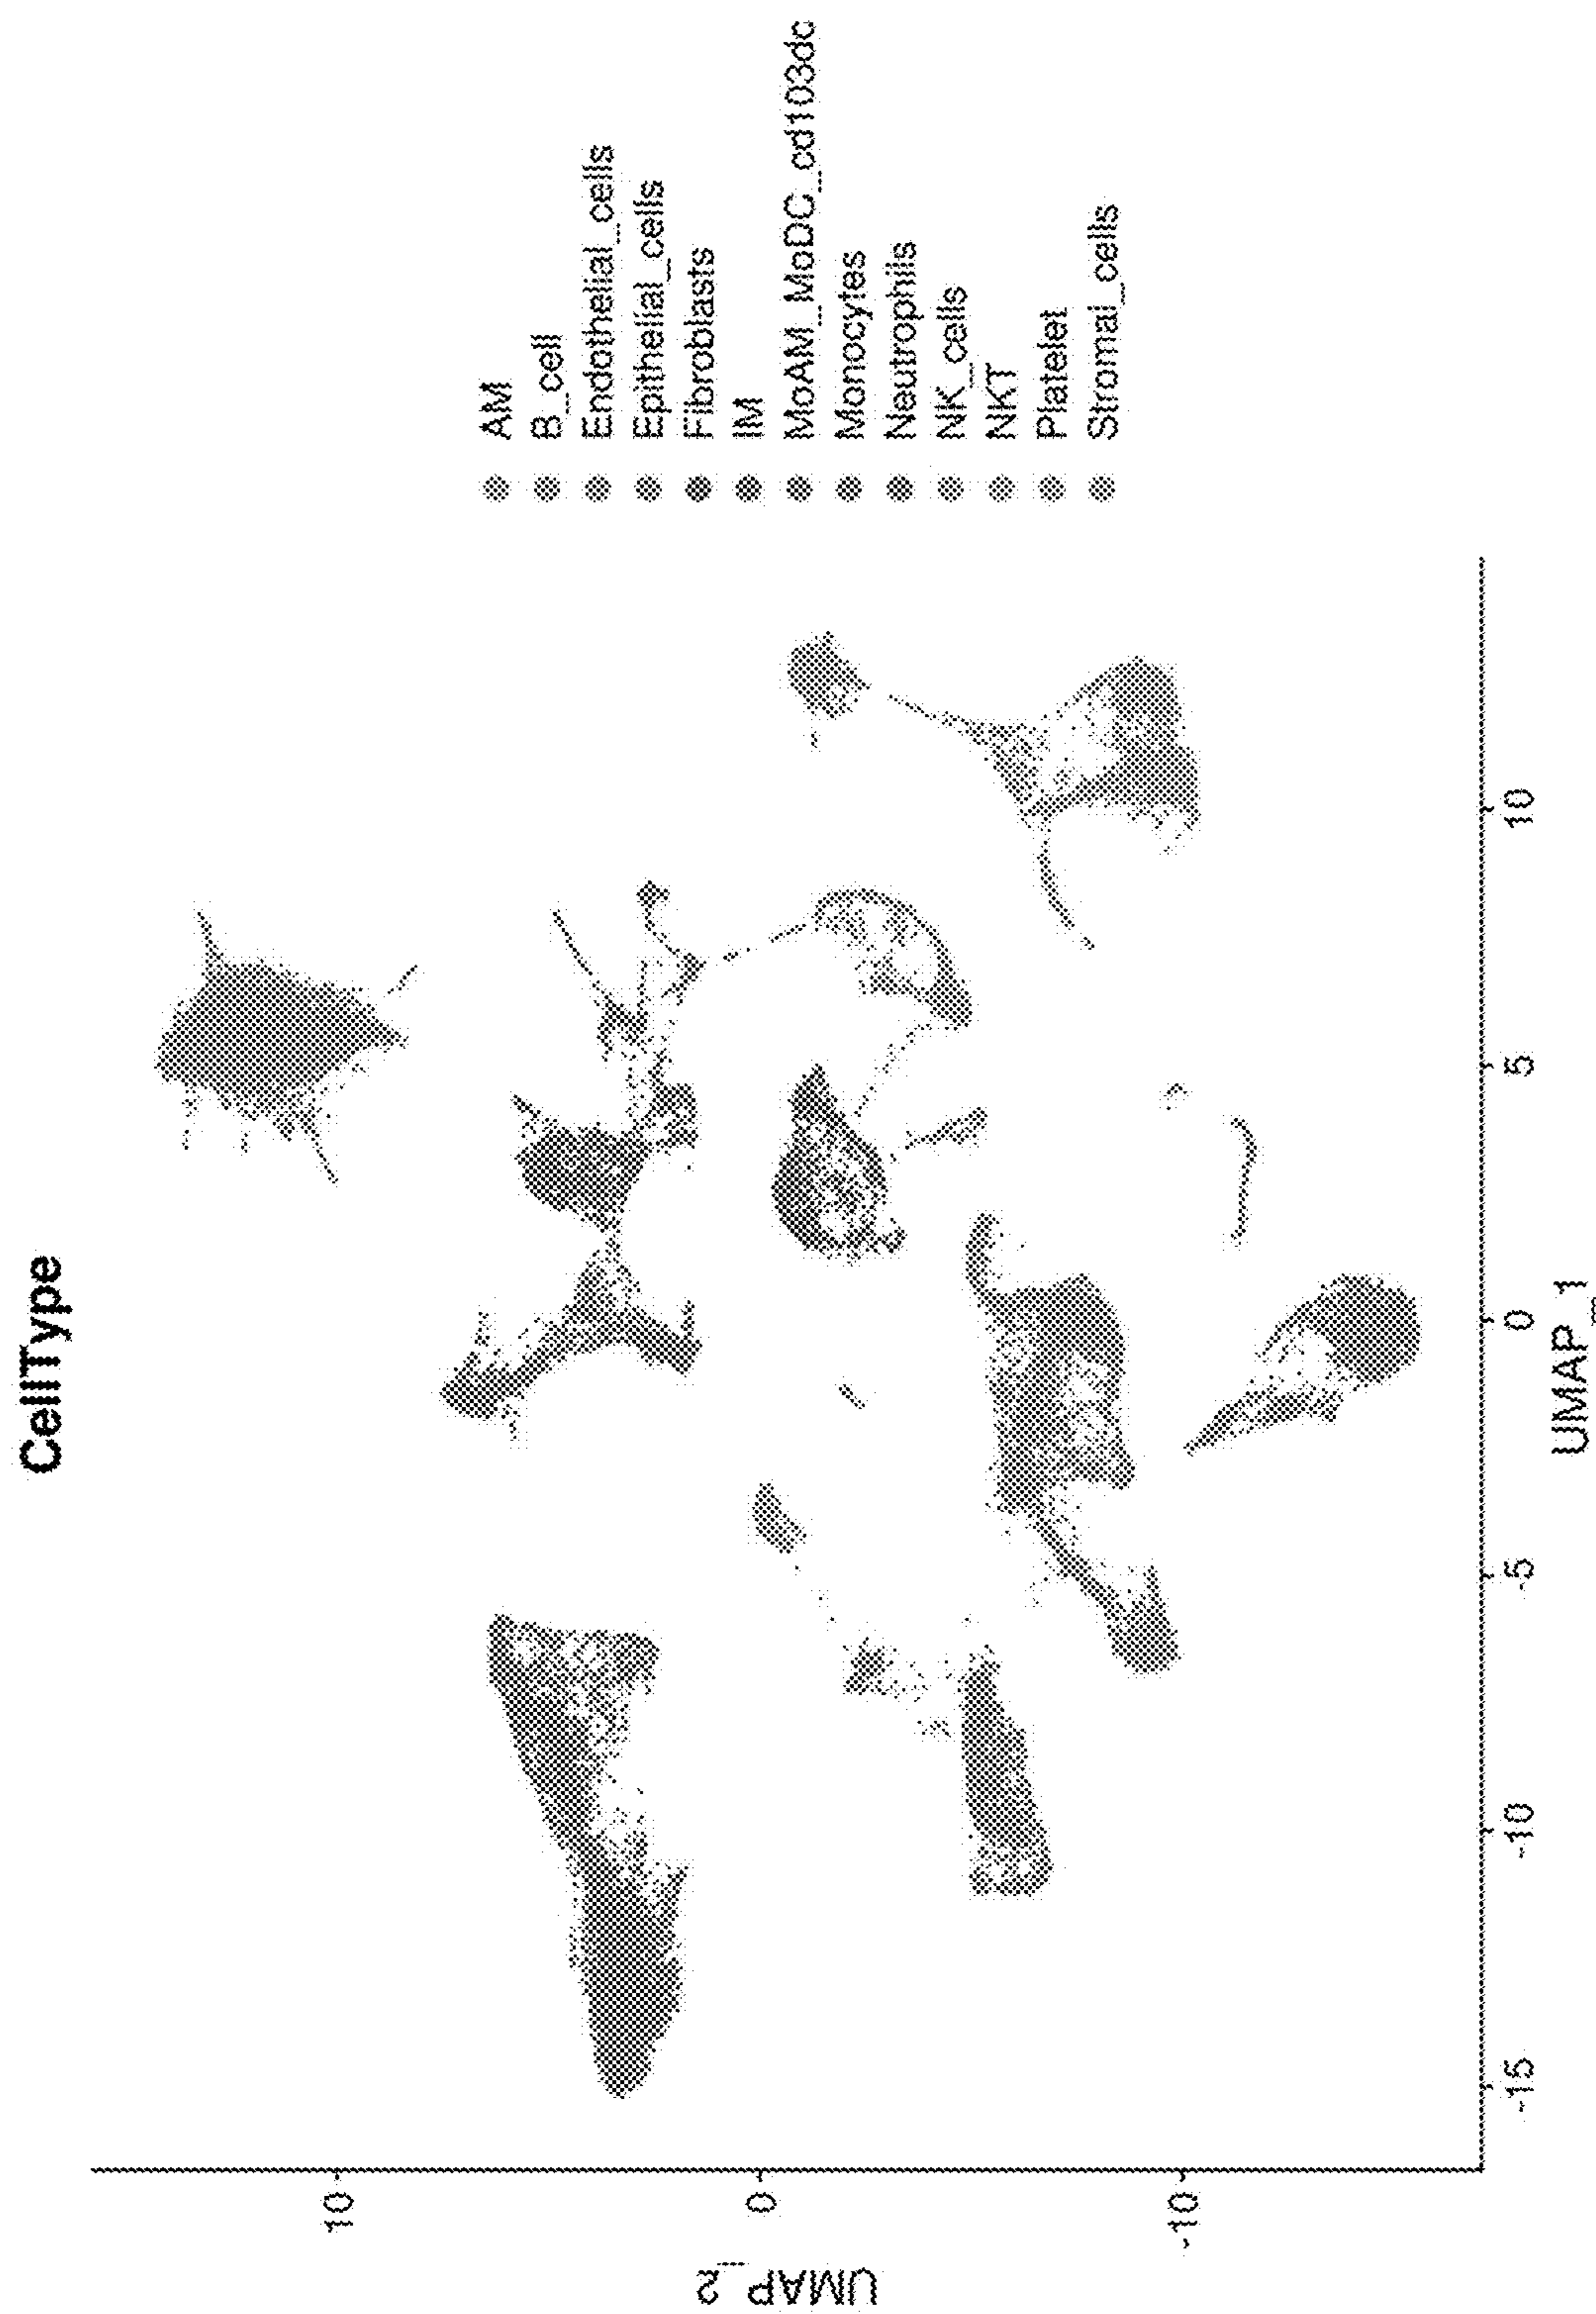 CellType
AM
B_cell
Endothelial_cells
Epithelial_cells
Fibroblasts
IM
MoAM_MoDC_cd103dc
Monocytes
Neutrophils
NK_cells
NKT
Platelet
Stromal_cells
UMAP_2
10
0
-10
-15
-10
-5
0
5
10
UMAP_1